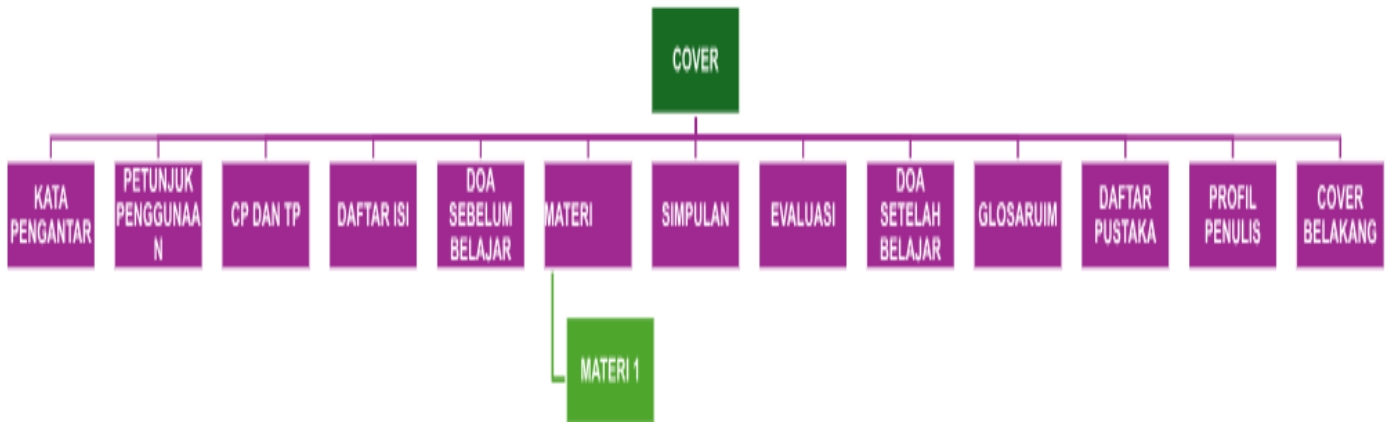 COVER
KATA
PENGANTAR
PETUNJUK
PENGGUNAA
N
CP DAN TP
DAFTAR ISI
DOA
SEBELUM
BELAJAR
MATERI
SIMPULAN
EVALUASI
DOA
SETELAH
BELAJAR
GLOSARUIM
DAFTAR
PUSTAKA
PROFIL
PENULIS
COVER
BELAKANG
MATERI 1